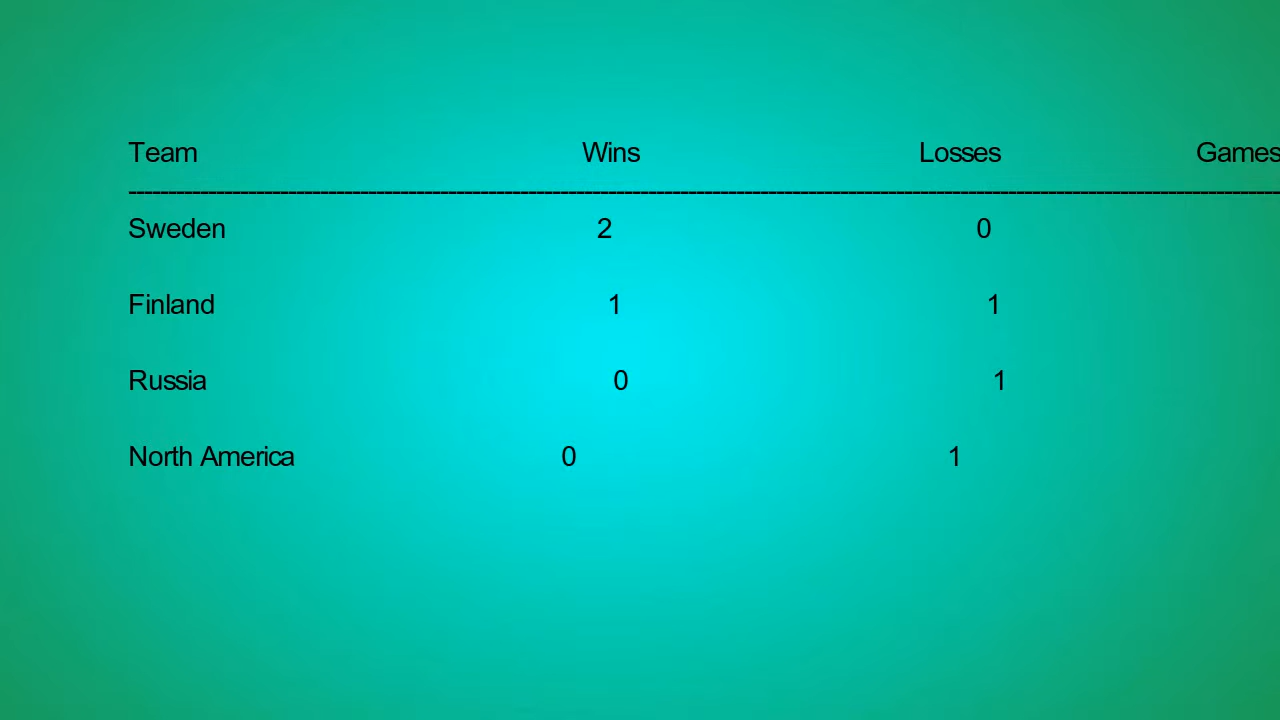 Team Wins Losses Games
--------------------------------------------------------------------------------------------------------------------------------
Sweden 2 0
Finland 1 1
Russia 0 1
North America 0 1